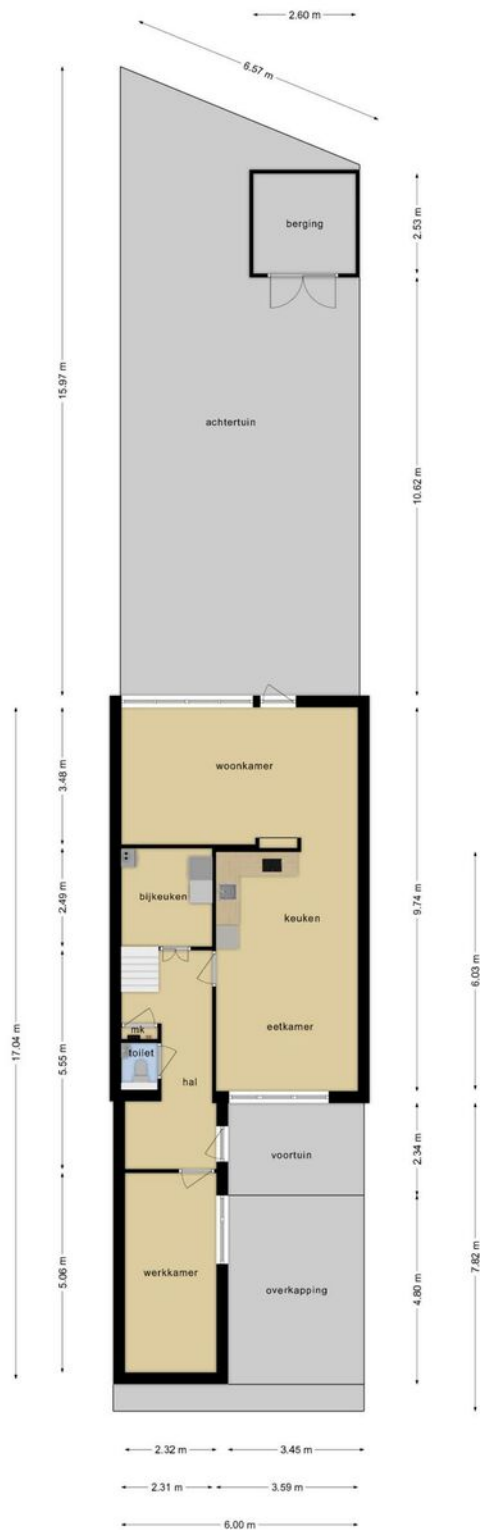 2.60 m
6.57 m
berging
2.53 m
15.97 m
achtertuin
10.62 m
woonkamer
3.48 m
bijkeuken
2.49 m
keuken
9.74 m
6.03 m
eetkamer
mk
toilet
hal
5.55 m
17.04 m
voortuin
2.34 m
werkkamer
5.06 m
overkapping
4.80 m
7.82 m
2.32 m
3.45 m
2.31 m
3.59 m
6.00 m